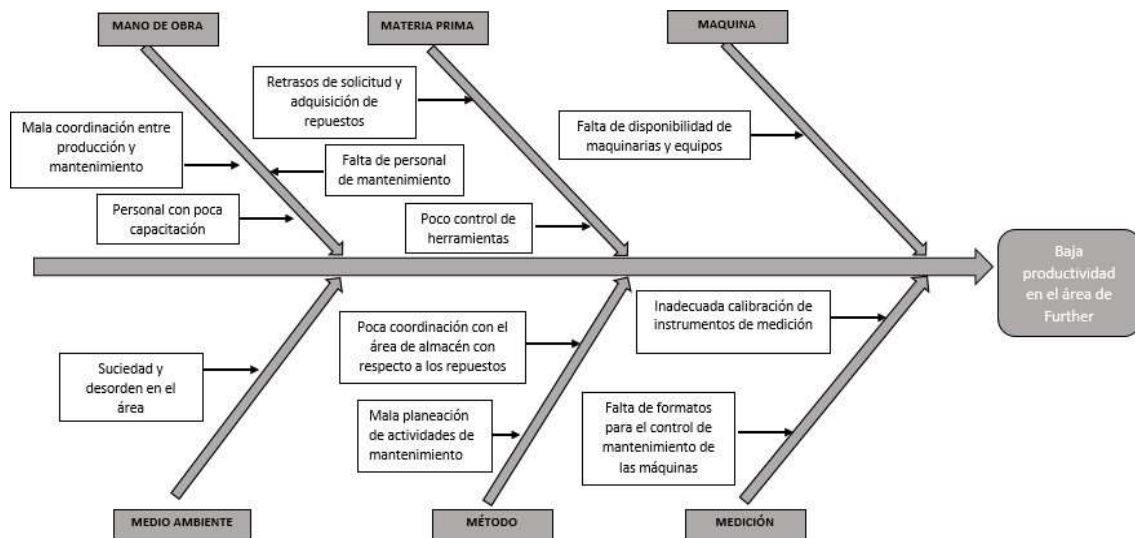 MANO DE OBRA
MATERIA PRIMA
MAQUINA
Retrasos de solicitud y
adquisición de
repuestos
Mala coordinación entre
producción y
mantenimiento
Falta de personal
de mantenimiento
Personal con poca
capacitación
Poco control de
herramientas
Falta de disponibilidad de
maquinarias y equipos
Baja
productividad
en el área de
Further
Inadecuada calibración de
instrumentos de medición
Poca coordinación con el
área de almacén con
respecto a los repuestos
Suciedad y
desorden en el
área
Mala planeación
de actividades de
mantenimiento
Falta de formatos
para el control de
mantenimiento de
las máquinas
MEDIO AMBIENTE
MÉTODO
MEDICIÓN